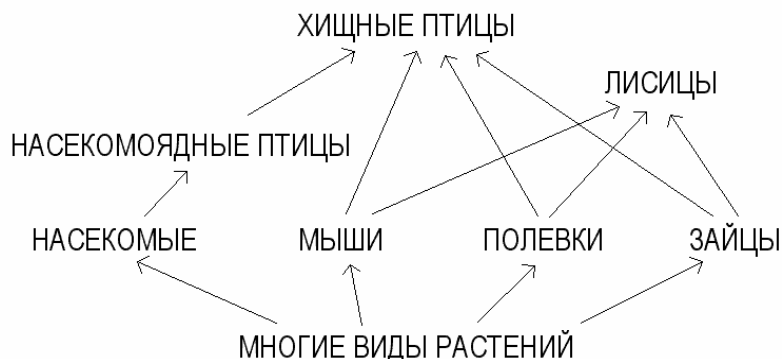 ХИЩНЫЕ ПТИЦЫ
ЛИСИЦЫ
НАСЕКОМОЯДНЫЕ ПТИЦЫ
НАСЕКОМЫЕ МЫШИ ПОЛЕВКИ ЗАЙЦЫ
МНОГИЕ ВИДЫ РАСТЕНИЙ